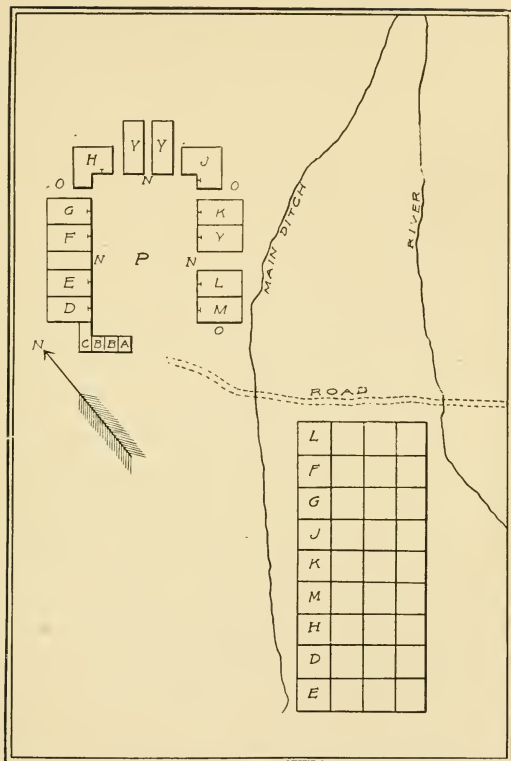 H Y Y J
O N O
G K
F Y
N P N
E L
D M
O
C B B A
N
MAIN DITCH
RIVER
ROAD
L
F
G
J
K
M
H
D
E